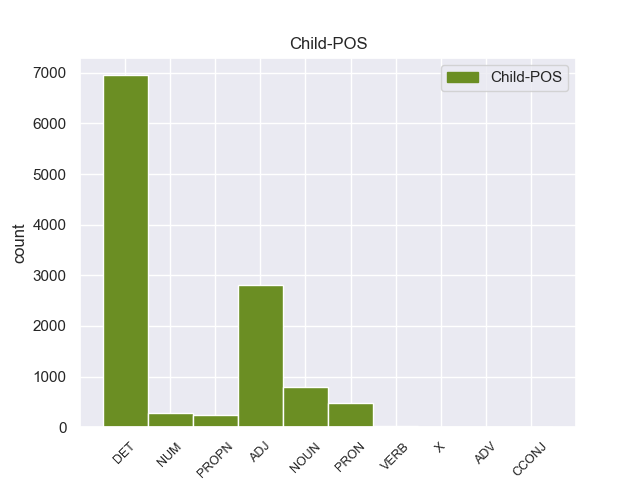 Child-POS
Child-POS
7000
6000
5000
4000
3000
2000
1000
0
count
DET
NUM
PROPN
ADJ
NOUN
PRON
VERB
X
ADV
CCONJ